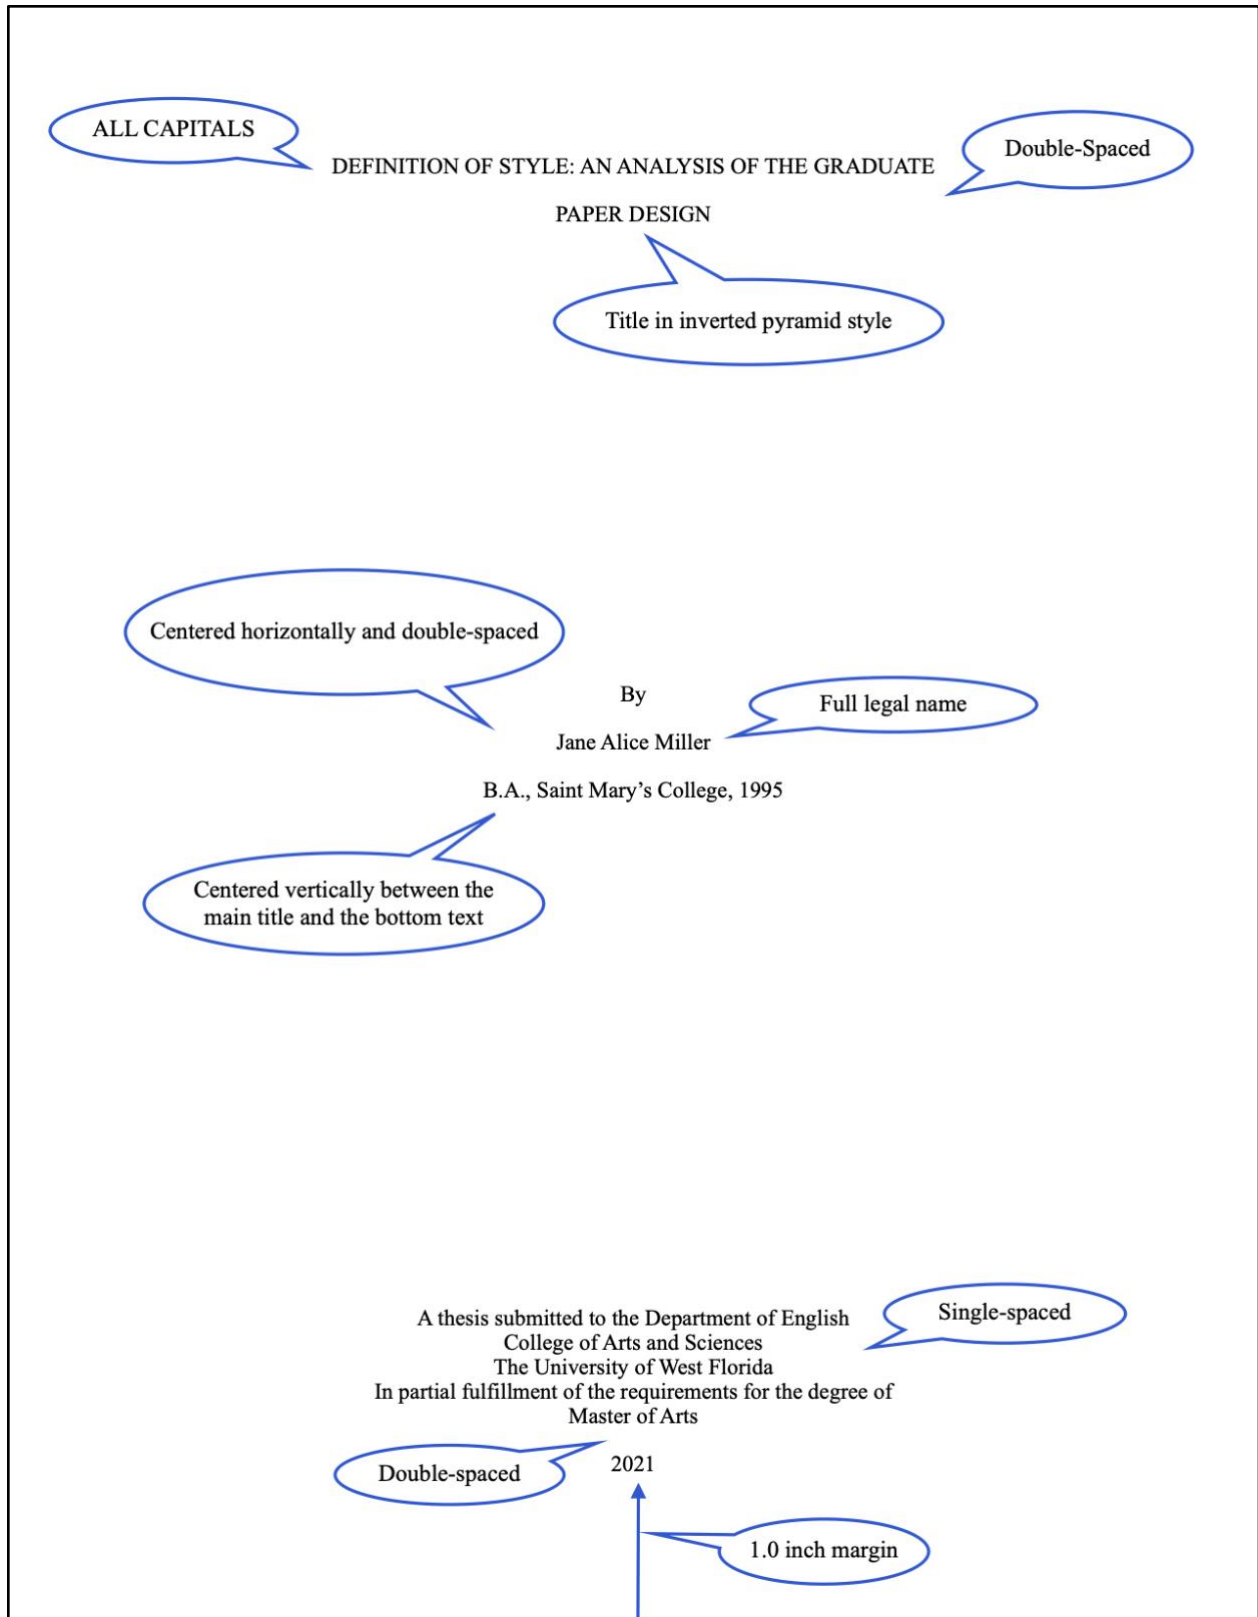 ALL CAPITALS
Double-Spaced
DEFINITION OF STYLE: AN ANALYSIS OF THE GRADUATE
PAPER DESIGN
Title in inverted pyramid style
Centered horizontally and double-spaced
By
Full legal name
Jane Alice Miller
B.A., Saint Mary’s College, 1995
Centered vertically between the
main title and the bottom text
A thesis submitted to the Department of English
Single-spaced
College of Arts and Sciences
The University of West Florida
In partial fulfillment of the requirements for the degree of
Master of Arts
2021
Double-spaced
1.0 inch margin